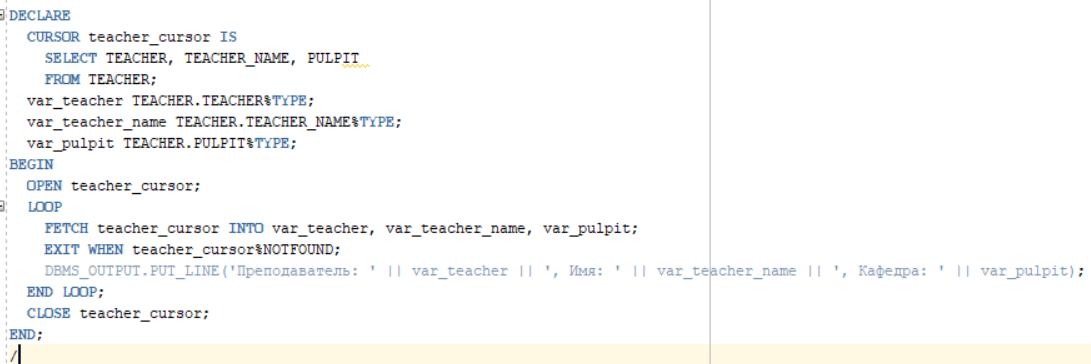 DECLARE
CURSOR teacher_cursor IS
SELECT TEACHER, TEACHER_NAME, PULPIT
FROM TEACHER;
var_teacher TEACHER.TEACHER%TYPE;
var_teacher_name TEACHER.TEACHER_NAME%TYPE;
var_pulpit TEACHER.PULPIT%TYPE;
BEGIN
OPEN teacher_cursor;
LOOP
FETCH teacher_cursor INTO var_teacher, var_teacher_name, var_pulpit;
EXIT WHEN teacher_cursor%NOTFOUND;
DBMS_OUTPUT.PUT_LINE('Преподаватель: ' || var_teacher || ', Имя: ' || var_teacher_name || ', Кафедра: ' || var_pulpit);
END LOOP;
CLOSE teacher_cursor;
END;
/